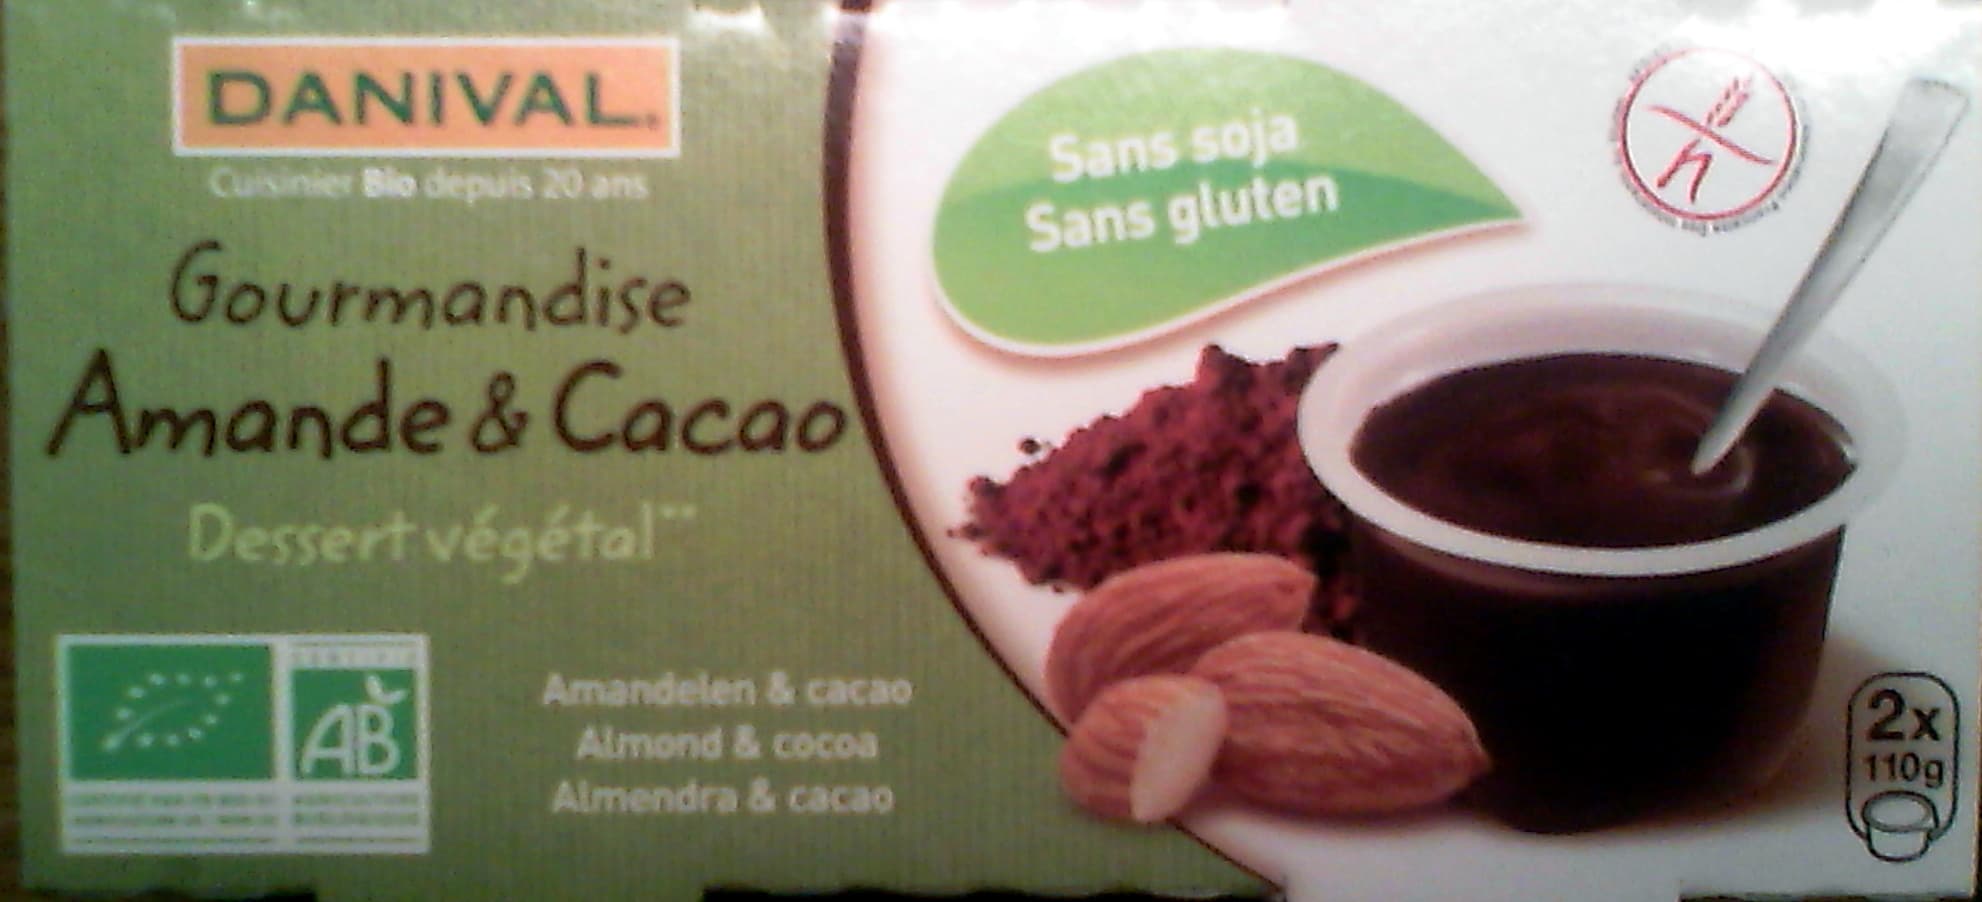 DANIVAL.
Cuisinier Bio depuis 20 ans
Gourmandise
Amande & Cacao
Dessert végétal**
AB
Amandelen & cacao
Almond & cocoa
Almendra & cacao
Sans soja
Sans gluten
2x
110g